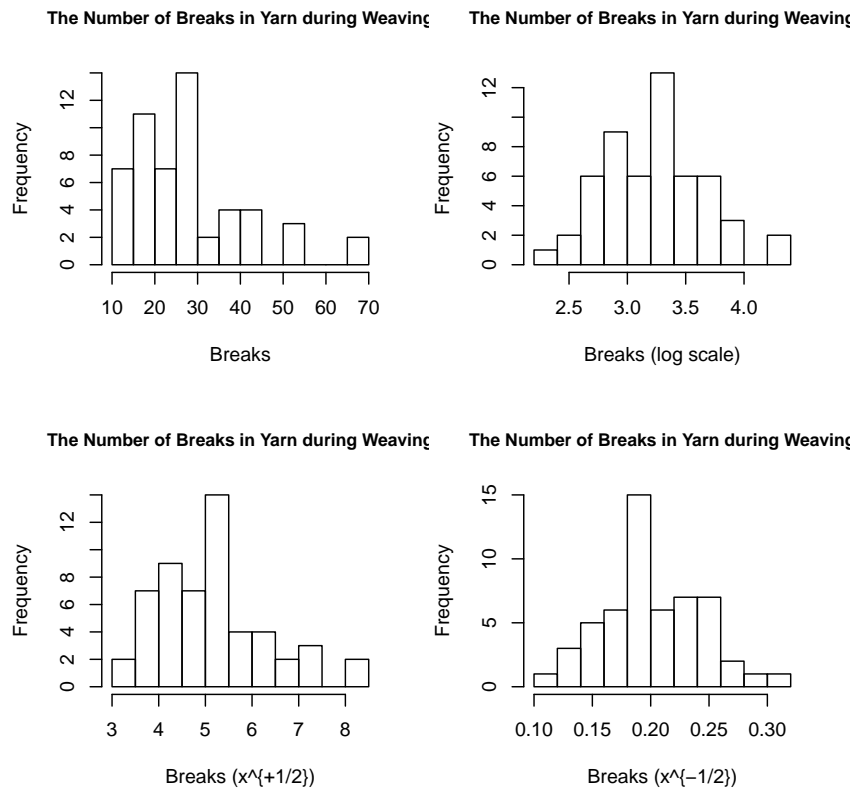 The Number of Breaks in Yarn during Weaving
Frequency
0 2 4 6 8 12
10 20 30 40 50 60 70
Breaks
The Number of Breaks in Yarn during Weaving
Frequency
0 2 4 6 8 12
2.5 3.0 3.5 4.0
Breaks (log scale)
The Number of Breaks in Yarn during Weaving
Frequency
0 2 4 6 8 12
3 4 5 6 7 8
Breaks (x^{+1/2})
The Number of Breaks in Yarn during Weaving
Frequency
0 5 10 15
0.10 0.15 0.20 0.25 0.30
Breaks (x^{−1/2})